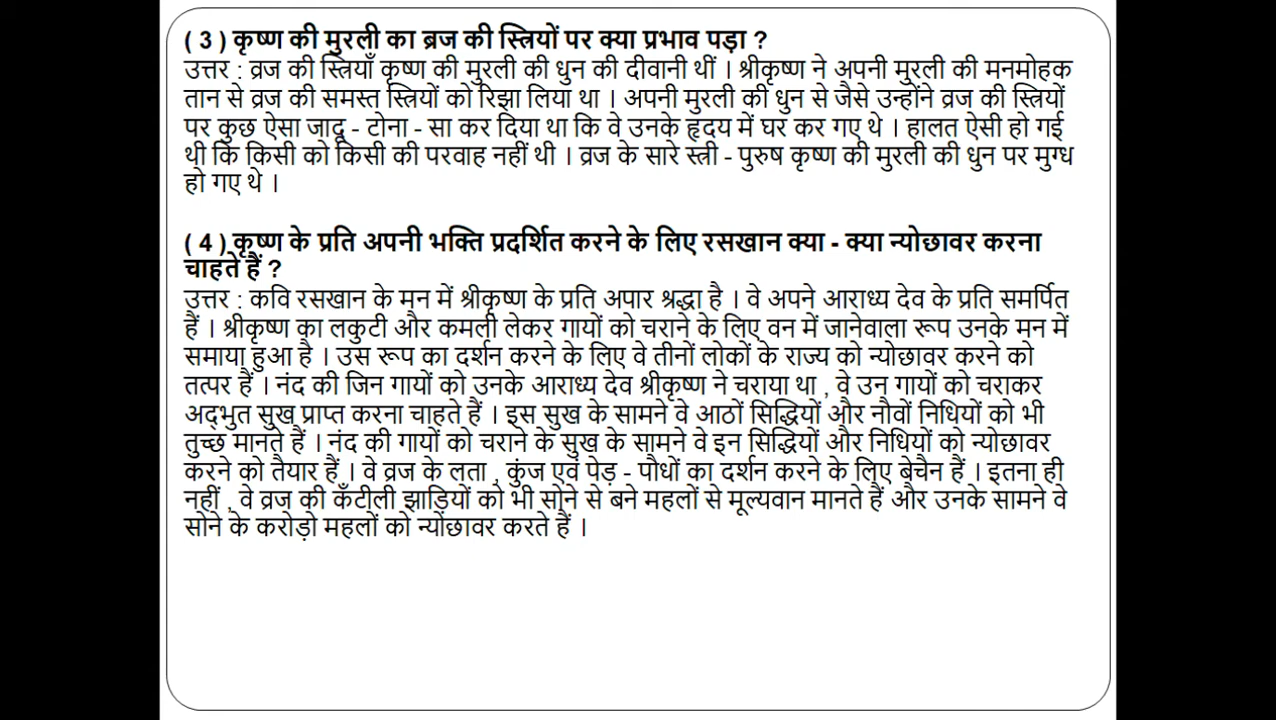 ( 3 ) कृष्ण की मुरली का ब्रज की स्त्रियों पर क्या प्रभाव पड़ा ?
उत्तर : व्रज की स्त्रियाँ कृष्ण की मुरली की धुन की दीवानी थीं । श्रीकृष्ण ने अपनी मुरली की मनमोहक
तान से व्रज की समस्त स्त्रियों को रिझा लिया था । अपनी मुरली की धुन से जैसे उन्होंने व्रज की स्त्रियों
पर कुछ ऐसा जादू - टोना - सा कर दिया था कि वे उनके हृदय में घर कर गए थे । हालत ऐसी हो गई
थी कि किसी को किसी की परवाह नहीं थी । व्रज के सारे स्त्री - पुरुष कृष्ण की मुरली की धुन पर मुग्ध
हो गए थे ।
( 4 ) कृष्ण के प्रति अपनी भक्ति प्रदर्शित करने के लिए रसखान क्या - क्या न्योछावर करना
चाहते हैं ?
उत्तर : कवि रसखान के मन में श्रीकृष्ण के प्रति अपार श्रद्धा है । वे अपने आराध्य देव के प्रति समर्पित
हैं । श्रीकृष्ण का लकुटी और कमली लेकर गायों को चराने के लिए वन में जानेवाला रूप उनके मन में
समाया हुआ है । उस रूप का दर्शन करने के लिए वे तीनों लोकों के राज्य को न्योछावर करने को
तत्पर हैं । नंद की जिन गायों को उनके आराध्य देव श्रीकृष्ण ने चराया था , वे उन गायों को चराकर
अद्भुत सुख प्राप्त करना चाहते हैं । इस सुख के सामने वे आठों सिद्धियों और नौवों निधियों को भी
तुच्छ मानते हैं । नंद की गायों को चराने के सुख के सामने वे इन सिद्धियों और निधियों को न्योछावर
करने को तैयार हैं । वे व्रज के लता , कुंज एवं पेड़ - पौधों का दर्शन करने के लिए बेचैन हैं । इतना ही
नहीं , वे व्रज की कँटीली झाड़ियों को भी सोने से बने महलों से मूल्यवान मानते हैं और उनके सामने वे
सोने के करोड़ो महलों को न्योछावर करते हैं ।